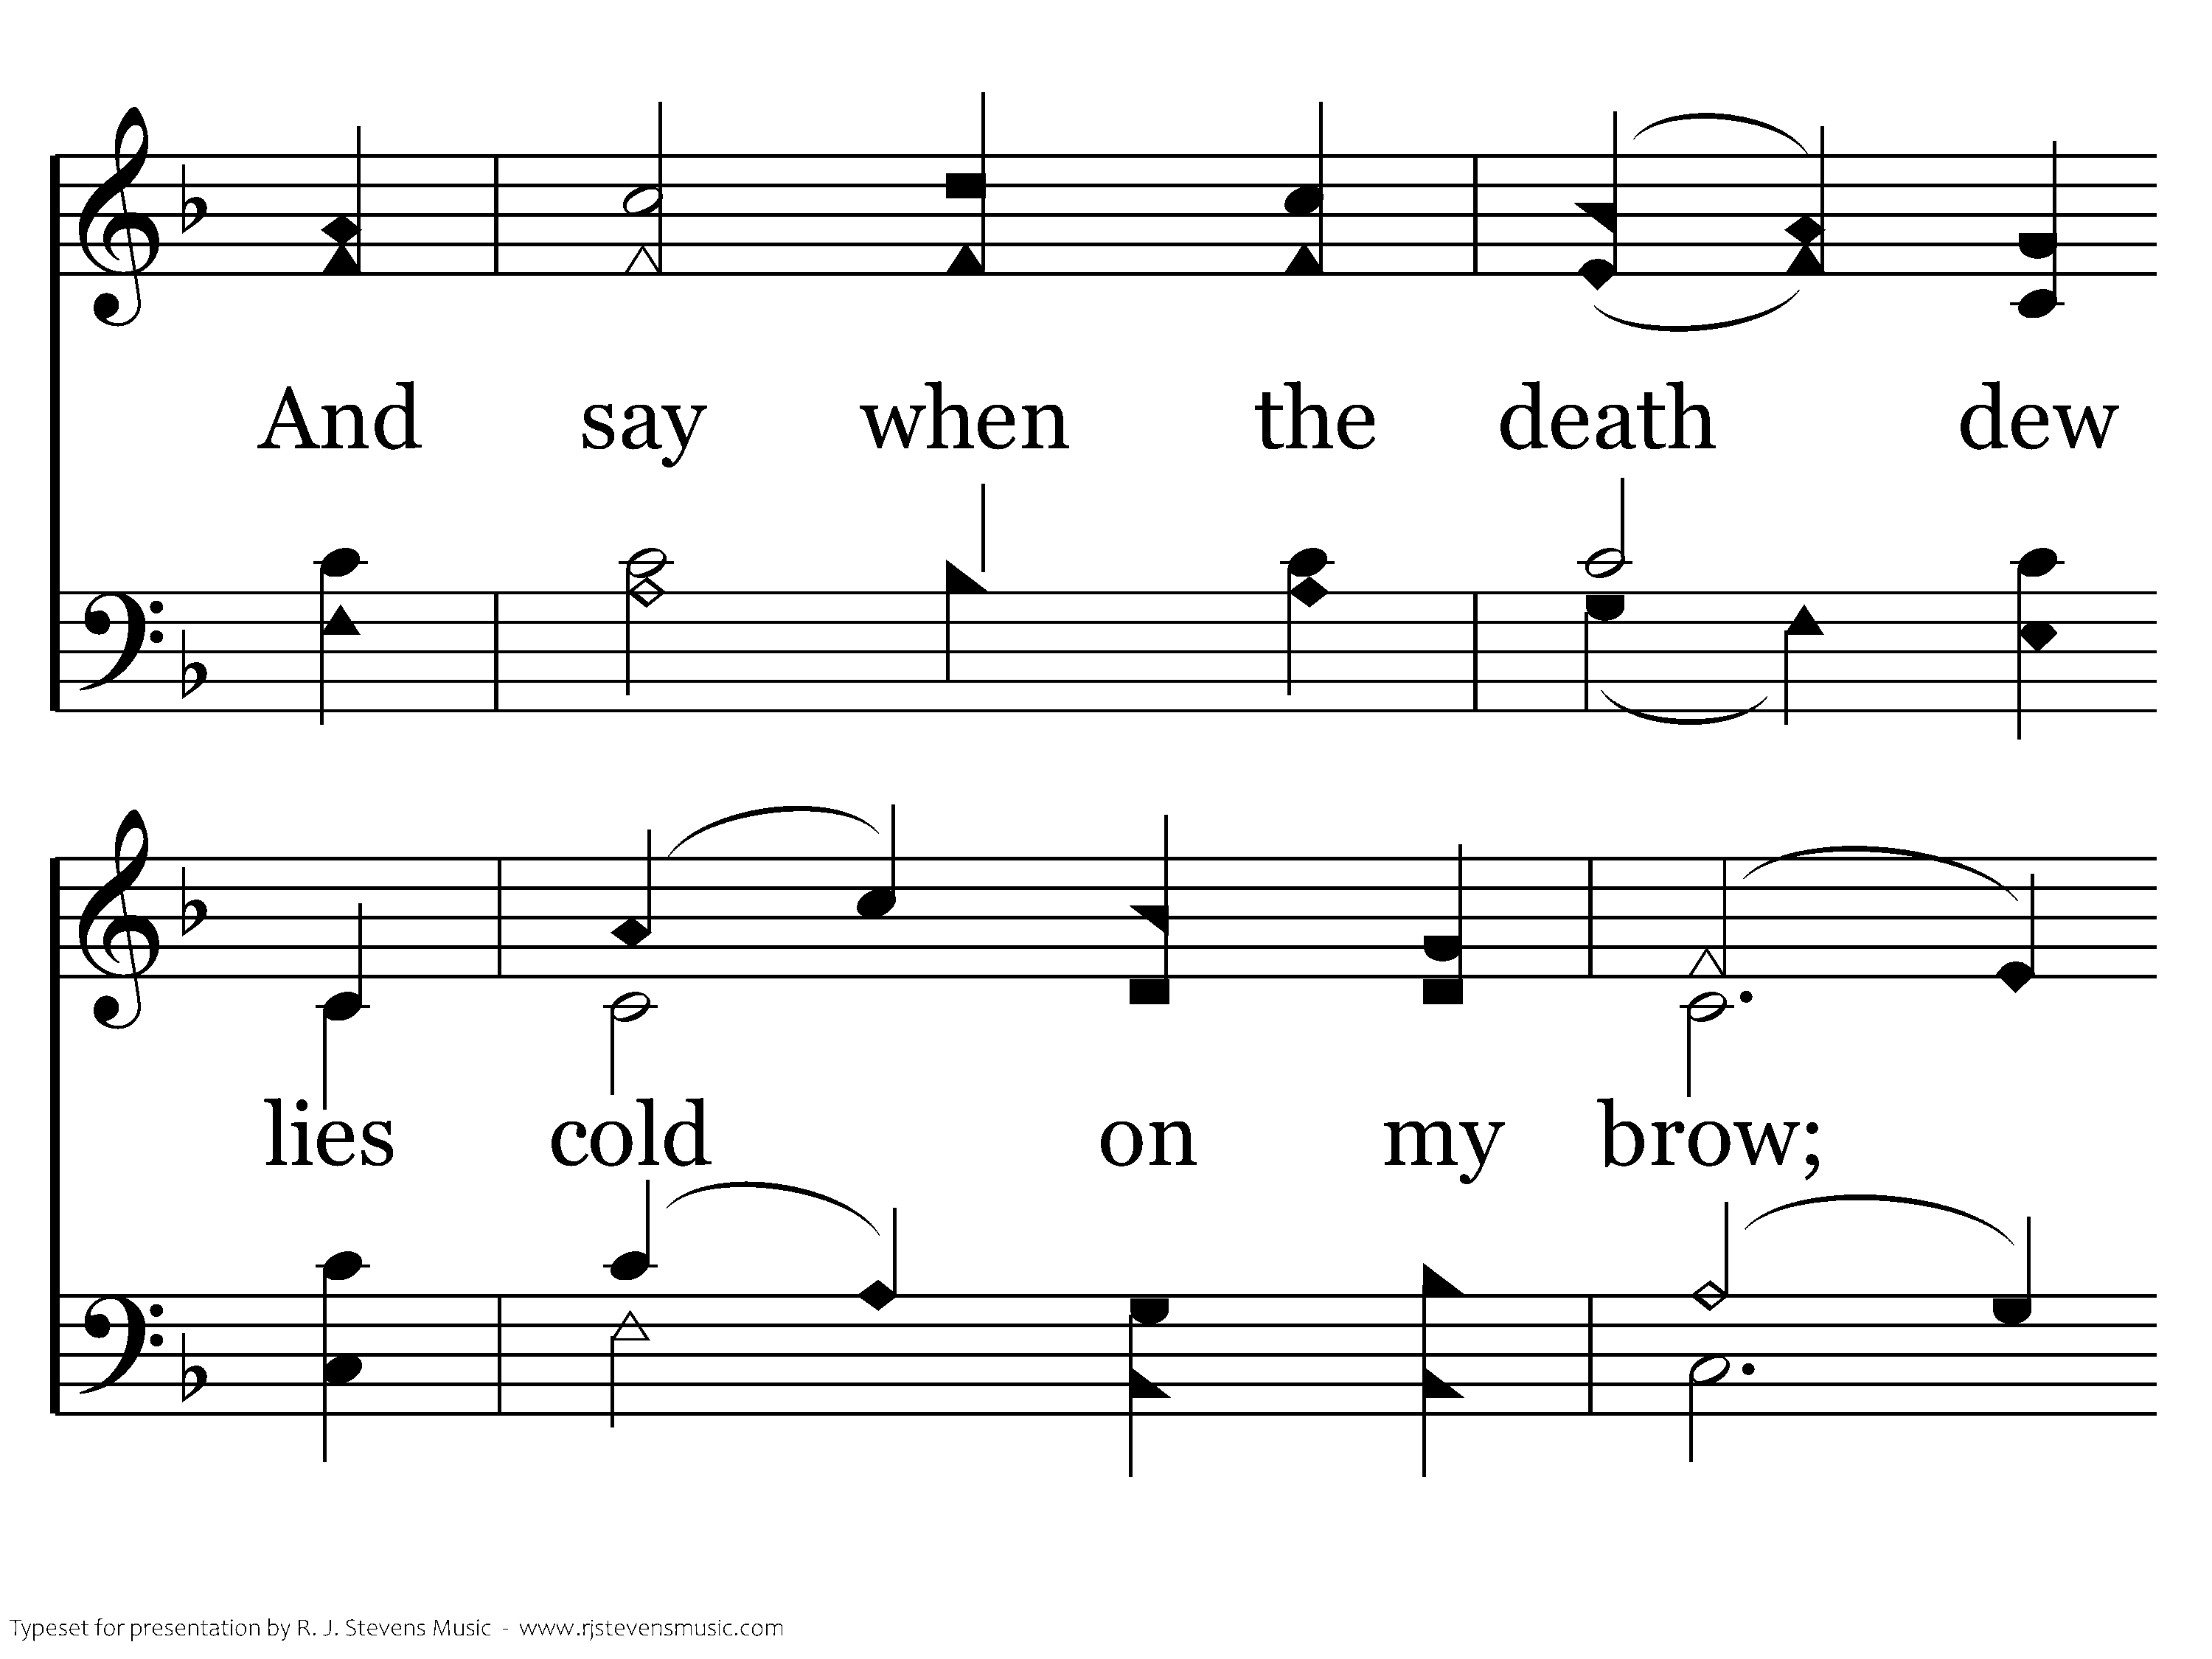 And say when the death dew
lies cold on my brow;
Typeset for presentation by R. J. Stevens Music - www.rjstevensmusic.com